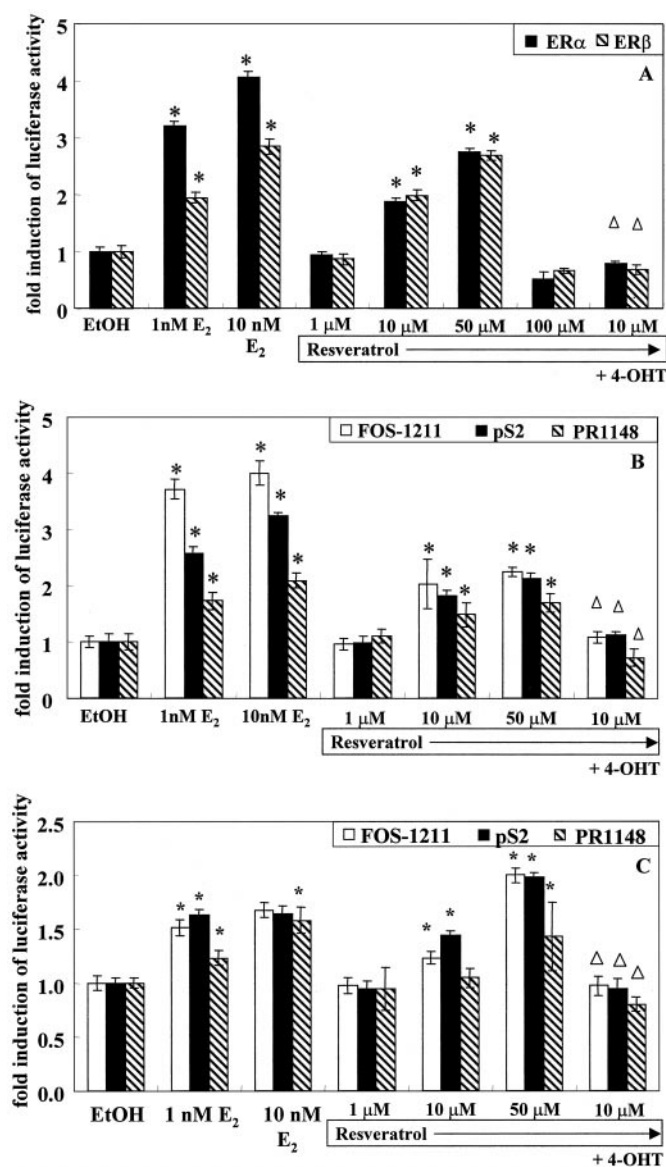 5
4
3
2
1
0
fold induction of luciferase activity
ERα ERβ
A
* * * * * * * * Δ Δ
EtOH 1nM E2 10 nM E2 1 μM 10 μM 50 μM 100μM 10 μM
Resveratrol
+ 4-OHT
5
4
3
2
1
0
fold induction of luciferase activity
FOS-1211 pS2 PR1148
B
* * * * * * * * * * * * Δ Δ Δ
EtOH 1nM E2 10nM E2 1 μM 10 μM 50 μM 10 μM
Resveratrol
+ 4-OHT
2.5
2.0
1.5
1.0
0.5
0.0
fold induction of luciferase activity
FOS-1211 pS2 PR1148
C
* * * * * * * * * Δ Δ Δ
EtOH 1 nM E2 10 nM E2 1 μM 10 μM 50 μM 10 μM
Resveratrol
+ 4-OHT